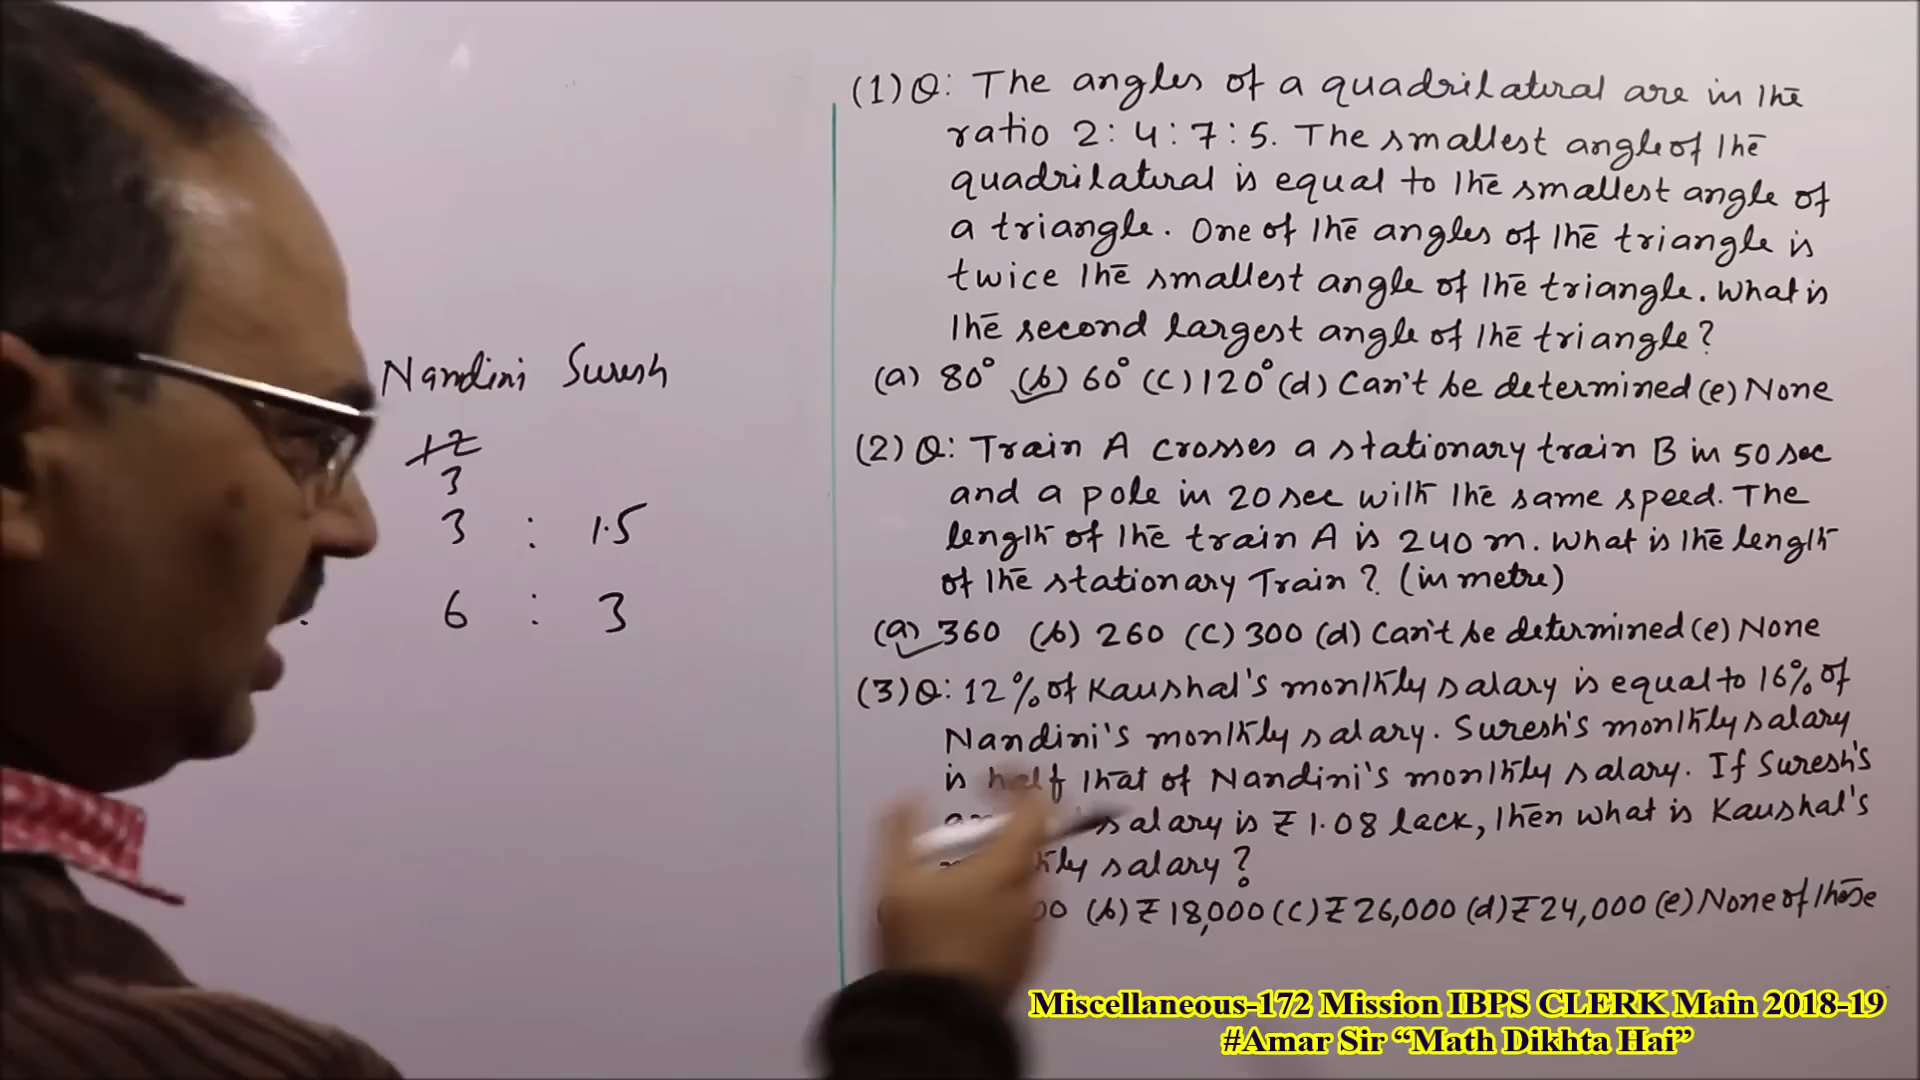 Nandini Suresh
12
3
3 : 1.5
6 : 3
(1) Q: The angles of a quadrilateral are in the
ratio 2 : 4 : 7 : 5. The smallest angle of the
quadrilateral is equal to the smallest angle of
a triangle. One of the angles of the triangle is
twice the smallest angle of the triangle. What is
the second largest angle of the triangle?
(a) 80° (b) 60° (c) 120° (d) Can't be determined (e) None
(2) Q: Train A crosses a stationary train B in 50 sec
and a pole in 20 sec with the same speed. The
length of the train A is 240 m. What is the length
of the stationary Train? (in metre)
(a) 360 (b) 260 (c) 300 (d) Can't be determined (e) None
(3) Q: 12% of Kaushal's monthly salary is equal to 16% of
Nandini's monthly salary. Suresh's monthly salary
is half that of Nandini's monthly salary. If Suresh's
salary is ₹ 1.08 lack, then what is Kaushal's
salary?
(b) ₹ 18,000 (c) ₹ 26,000 (d) ₹ 24,000 (e) None of these
Miscellaneous-172 Mission IBPS CLERK Main 2018-19
#Amar Sir “Math Dikhta Hai”